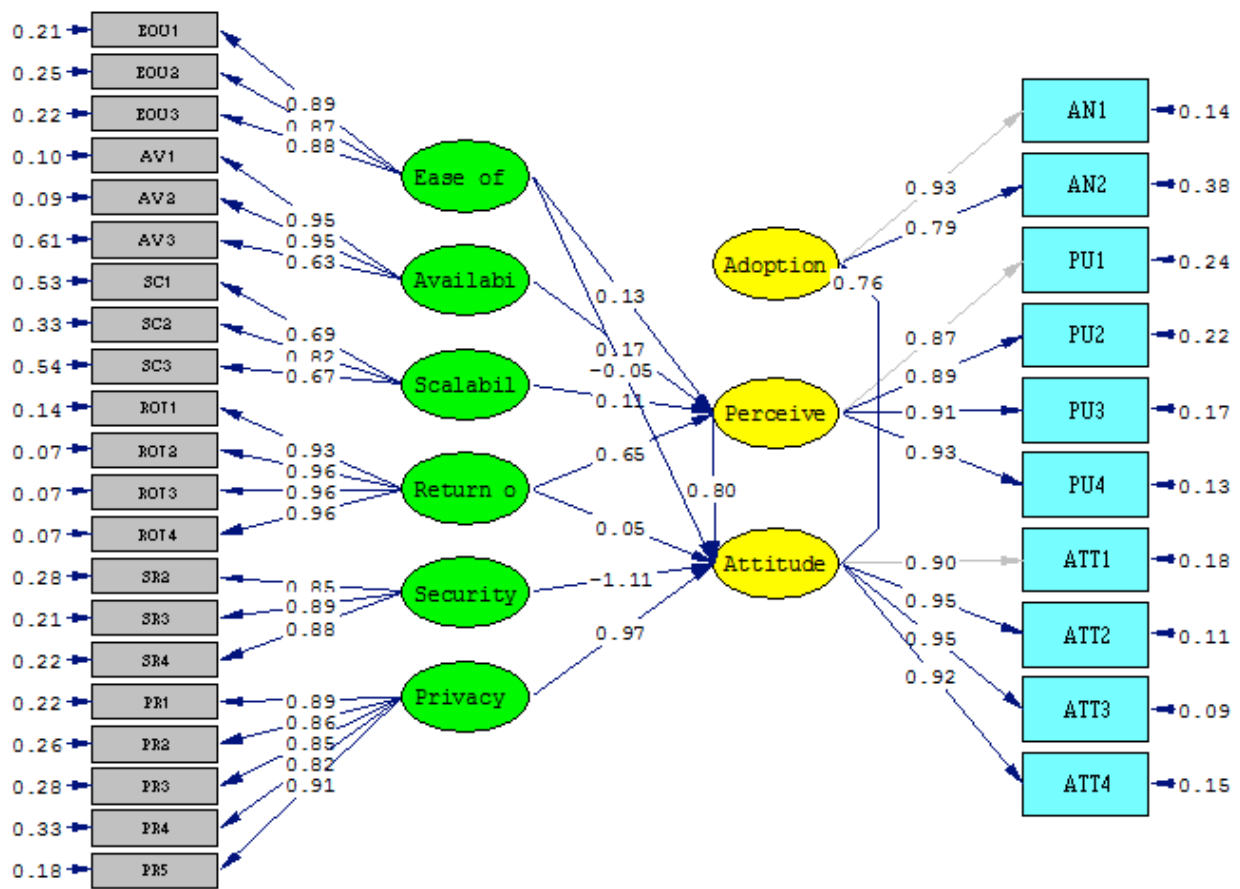 0.21 EOU1
0.25 EOU2
0.22 EOU3
0.10 AV1
0.09 AV2
0.61 AV3
0.53 SC1
0.33 SC2
0.54 SC3
0.14 ROI1
0.07 ROI2
0.07 ROI3
0.07 ROI4
0.28 SR2
0.21 SR3
0.22 SR4
0.22 PR1
0.26 PR2
0.28 PR3
0.33 PR4
0.18 PR5
0.89
0.87
0.88
0.95
0.95
0.63
0.69
0.82
0.67
0.93
0.96
0.96
0.96
0.85
0.89
0.88
0.89
0.86
0.85
0.82
0.91
Ease of
Availabi
Scalabil
Return o
Security
Privacy
0.13
0.17
-0.05
0.11
0.65
0.05
-1.11
0.97
Adoption
Perceive
Attitude
0.76
0.80
0.93
0.79
0.87
0.89
0.91
0.93
0.90
0.95
0.95
0.92
AN1 0.14
AN2 0.38
PU1 0.24
PU2 0.22
PU3 0.17
PU4 0.13
ATT1 0.18
ATT2 0.11
ATT3 0.09
ATT4 0.15